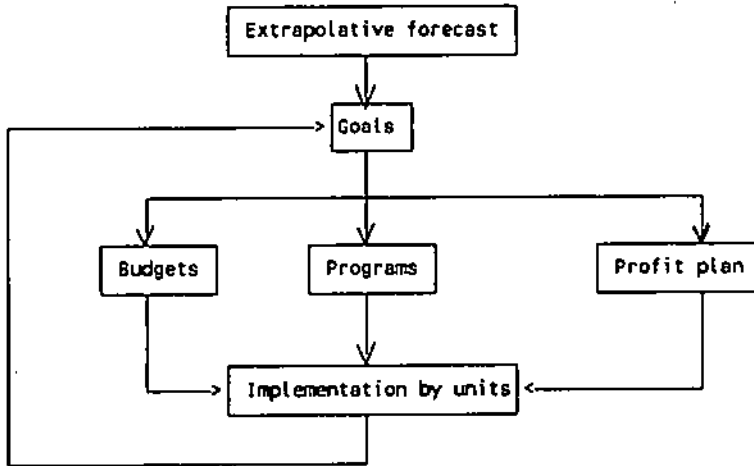 Extrapolative forecast
Goals
Budgets
Programs
Profit plan
Implementation by units